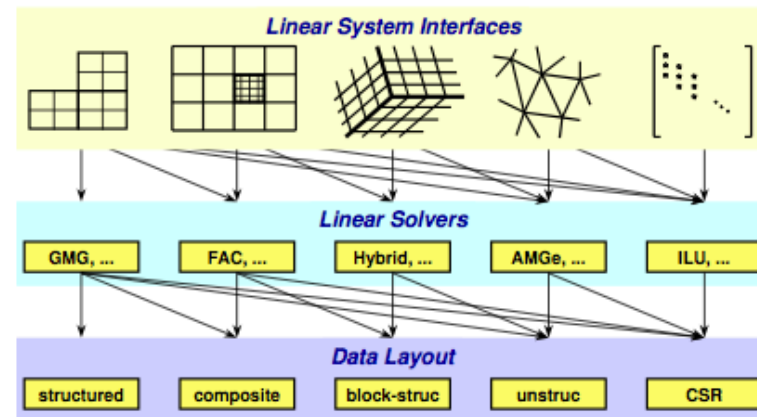 Linear System Interfaces
Linear Solvers
GMG, ...
FAC, ...
Hybrid, ...
AMGe, ...
ILU, ...
Data Layout
structured
composite
block-struc
unstruc
CSR